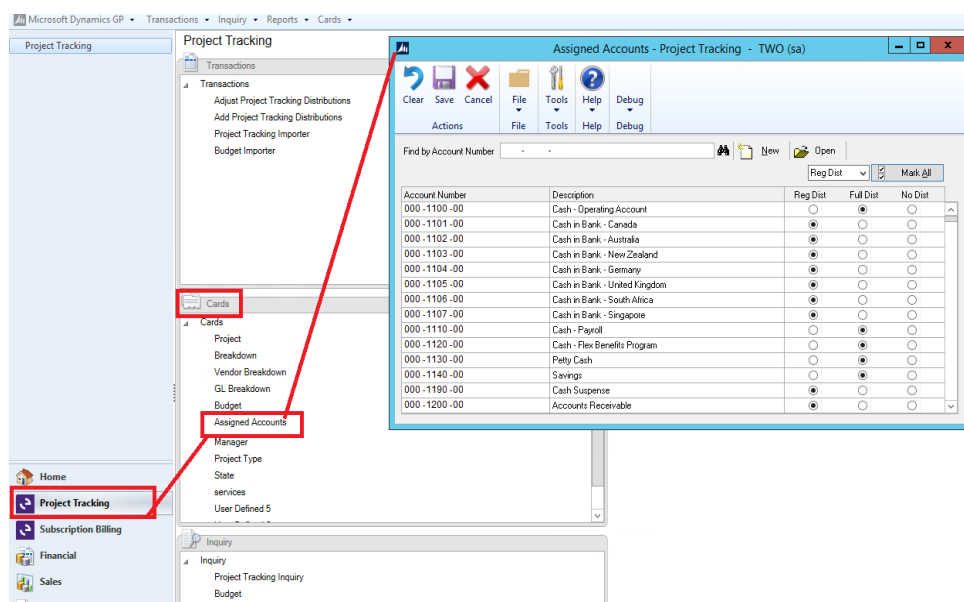 Microsoft Dynamics GP Transactions Inquiry Reports Cards
Project Tracking
Project Tracking
Transactions
Transactions
Adjust Project Tracking Distributions
Add Project Tracking Distributions
Project Tracking Importer
Budget Importer
Cards
Cards
Project
Breakdown
Vendor Breakdown
GL Breakdown
Budget
Assigned Accounts
Manager
Project Type
State
services
User Defined 5
Inquiry
Inquiry
Project Tracking Inquiry
Budget
Home
Project Tracking
Subscription Billing
Financial
Sales
Assigned Accounts - Project Tracking - TWO (sa)
Clear Save Cancel File Tools Help Debug
Actions File Tools Help Debug
Find by Account Number - - New Open
Reg Dist Mark All
Account Number Description Reg Dist Full Dist No Dist
000 -1100 -00 Cash - Operating Account
000 -1101 -00 Cash in Bank - Canada
000 -1102 -00 Cash in Bank - Australia
000 -1103 -00 Cash in Bank - New Zealand
000 -1104 -00 Cash in Bank - Germany
000 -1105 -00 Cash in Bank - United Kingdom
000 -1106 -00 Cash in Bank - South Africa
000 -1107 -00 Cash in Bank - Singapore
000 -1110 -00 Cash - Payroll
000 -1120 -00 Cash - Flex Benefits Program
000 -1130 -00 Petty Cash
000 -1140 -00 Savings
000 -1190 -00 Cash Suspense
000 -1200 -00 Accounts Receivable